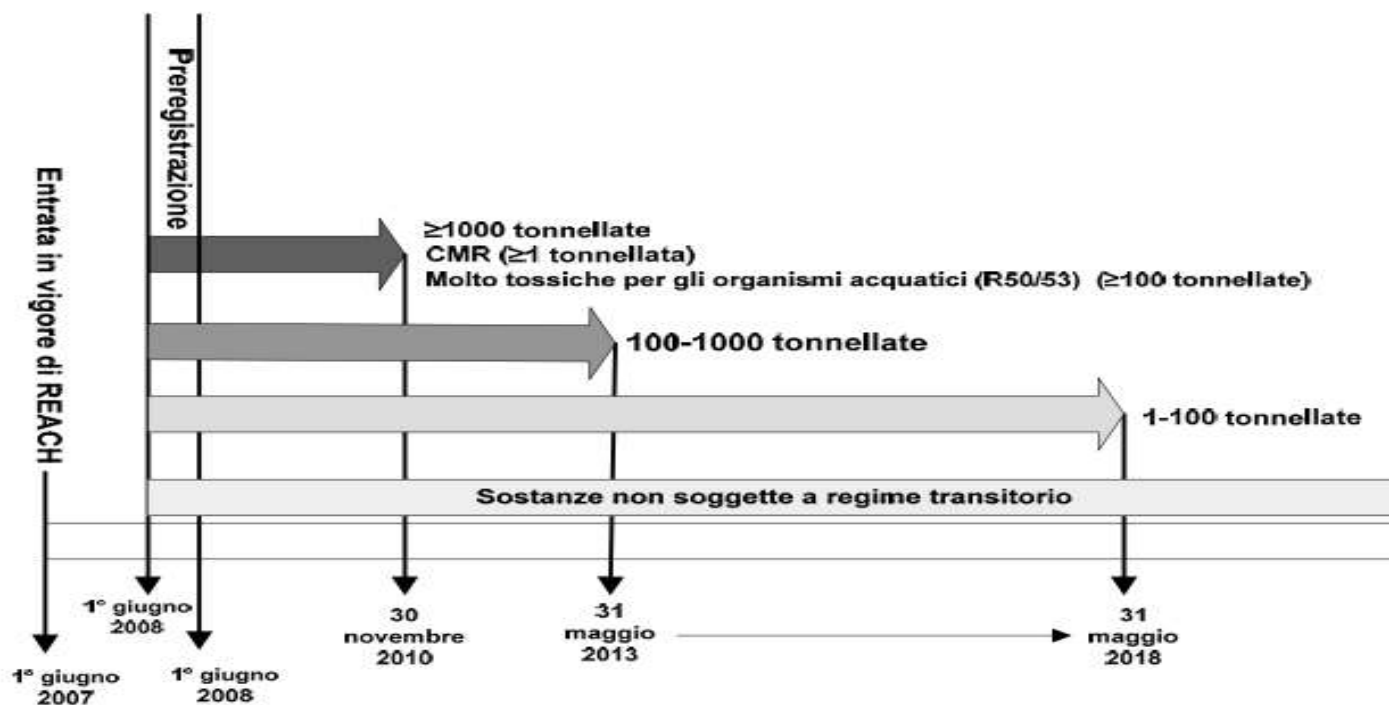 Preregistrazione
Entrata in vigore di REACH
≥1000 tonnellate
CMR (≥1 tonnellata)
Molto tossiche per gli organismi acquatici (R50/53) (≥100 tonnellate)
100-1000 tonnellate
1-100 tonnellate
Sostanze non soggette a regime transitorio
1° giugno
2008
30
novembre
2010
31
maggio
2013
31
maggio
2018
1° giugno
2007
1° giugno
2008